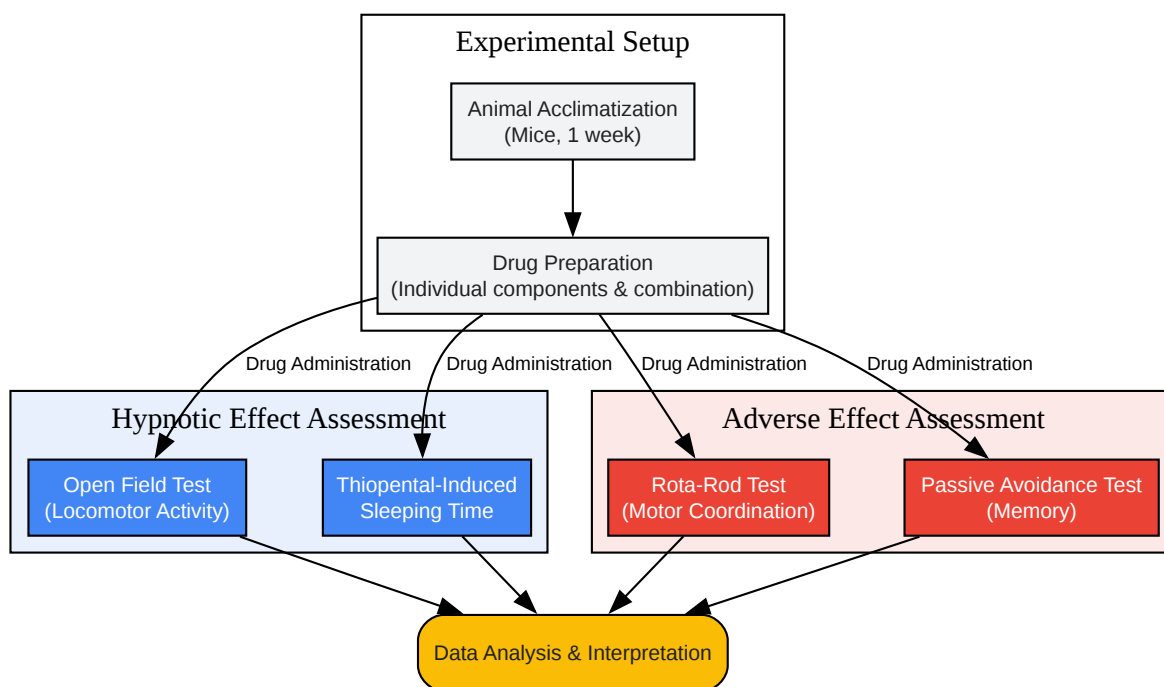 Experimental Setup
Animal Acclimatization
(Mice, 1 week)
Drug Preparation
(Individual components & combination)
Drug Administration
Drug Administration
Drug Administration
Drug Administration
Hypnotic Effect Assessment
Adverse Effect Assessment
Open Field Test
(Locomotor Activity)
Thiopental-Induced
Sleeping Time
Rota-Rod Test
(Motor Coordination)
Passive Avoidance Test
(Memory)
Data Analysis & Interpretation